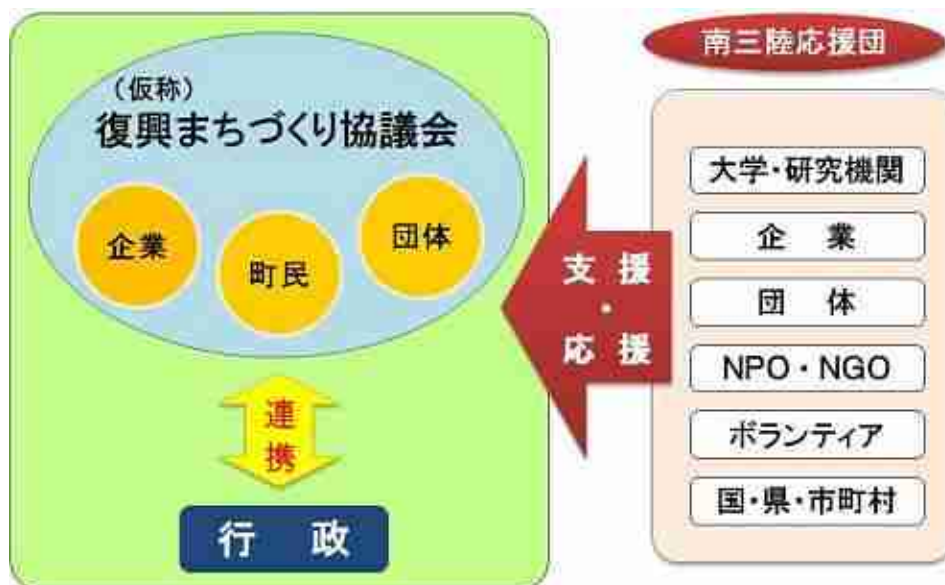 （仮称）
復興まちづくり協議会
企業
町民
団体
連携
行　政
支援
・
応援
南三陸応援団
大学・研究機関
企　業
団　体
NPO・NGO
ボランティア
国・県・市町村